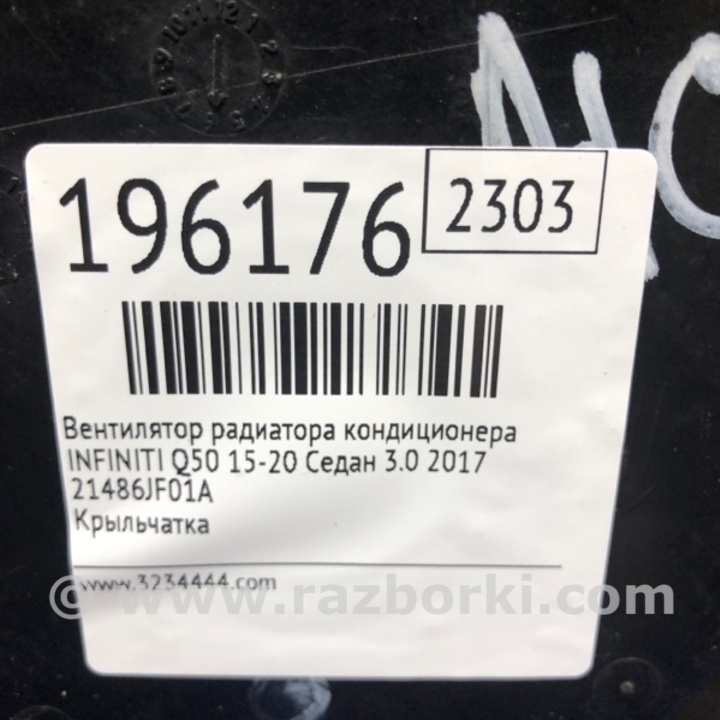 196176 2303
Вентилятор радиатора кондиционера
INFINITI Q50 15-20 Седан 3.0 2017
21486JF01A
Крыльчатка
www.3234444.com
© www.razborki.com